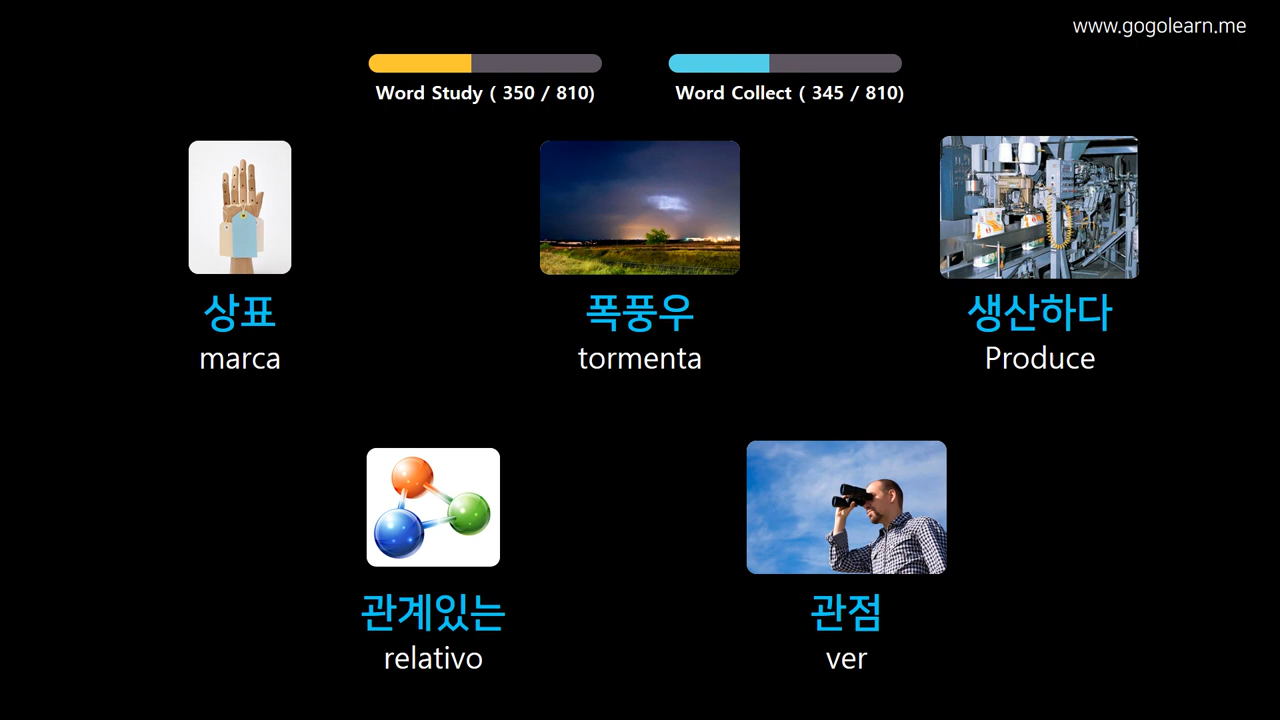 www.gogolearn.me
Word Study ( 350 / 810)
Word Collect ( 345 / 810)
상표
marca
폭풍우
tormenta
생산하다
Produce
관계있는
relativo
관점
ver